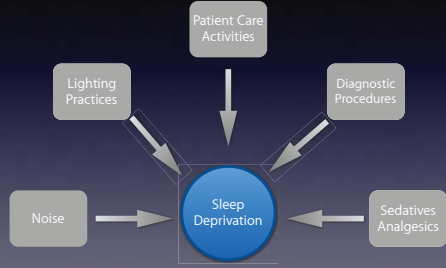 Patient Care
Activities
Lighting
Practices
Diagnostic
Procedures
Noise
Sleep
Deprivation
Sedatives
Analgesics